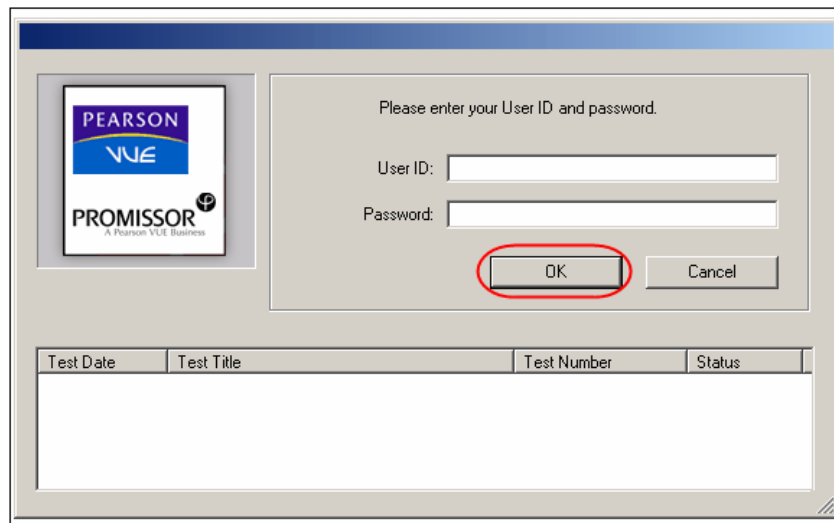 PEARSON
VUE
PROMISSOR
A Pearson VUE Business
Please enter your User ID and password.
User ID:
Password:
OK Cancel
Test Date Test Title Test Number Status